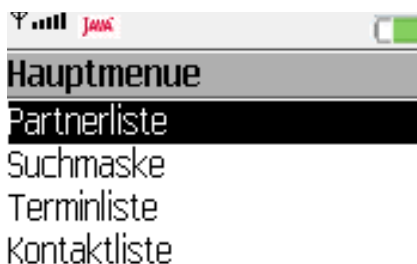 JAVA
Hauptmenue
Partnerliste
Suchmaske
Terminliste
Kontaktliste